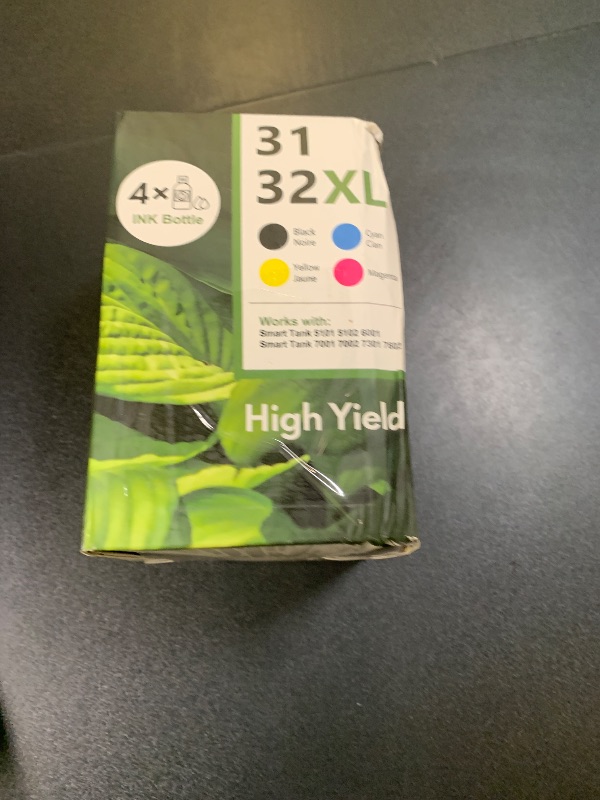 31
32XL
4×
INK Bottle
Black
Noire
Cyan
Cian
Yellow
Jaune
Magenta
Works with:
Smart Tank 5101 5102 6001
Smart Tank 7001 7002 7301 7602
High Yield